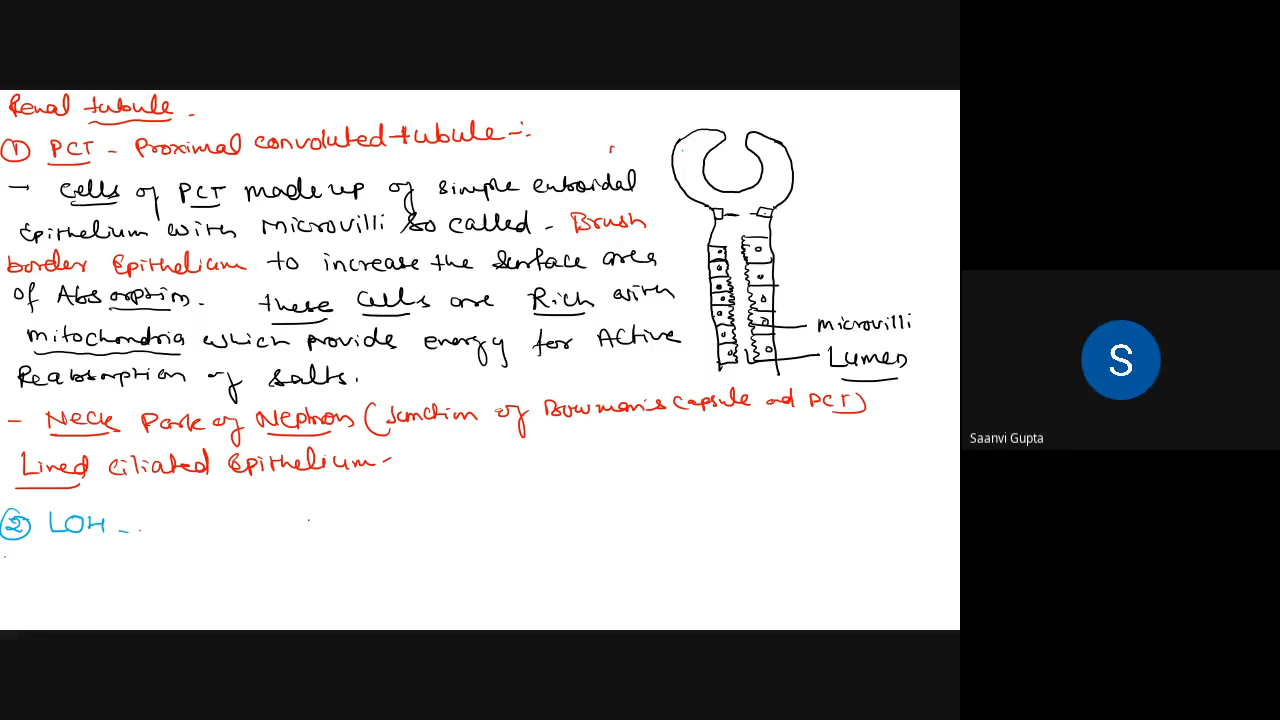 Renal tubule.
① PCT - Proximal convoluted tubule -:
→ Cells of PCT made up of simple cuboidal
Epithelium with Microvilli so called - Brush
border Epithelium to increase the surface area
of Absorption. these cells are Rich with
mitochondria which provides energy for Active
Reabsorption of salts.
- Neck Part of Nephron (Junction of Bowman's capsule and PCT)
Lined ciliated Epithelium -
② LOH -
microvilli
Lumen
S
Saanvi Gupta